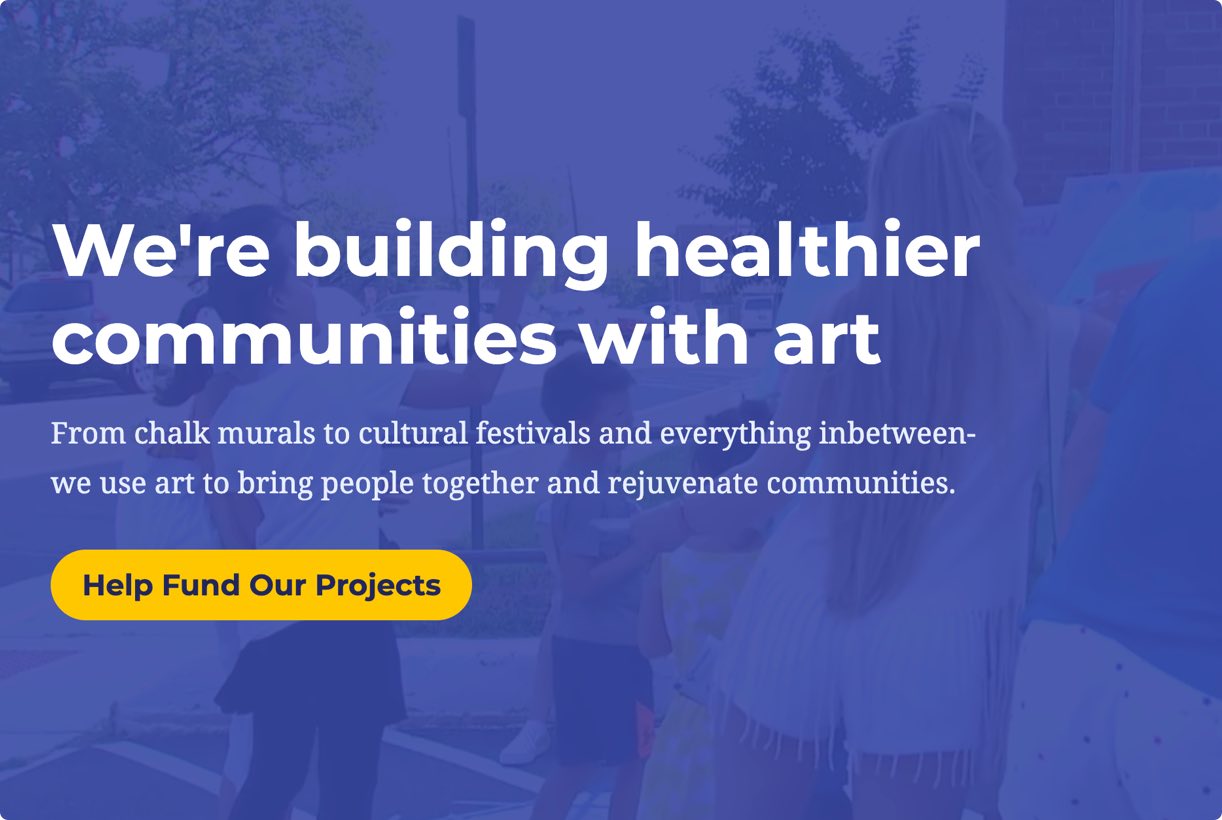 We're building healthier
communities with art
From chalk murals to cultural festivals and everything inbetween-
we use art to bring people together and rejuvenate communities.
Help Fund Our Projects